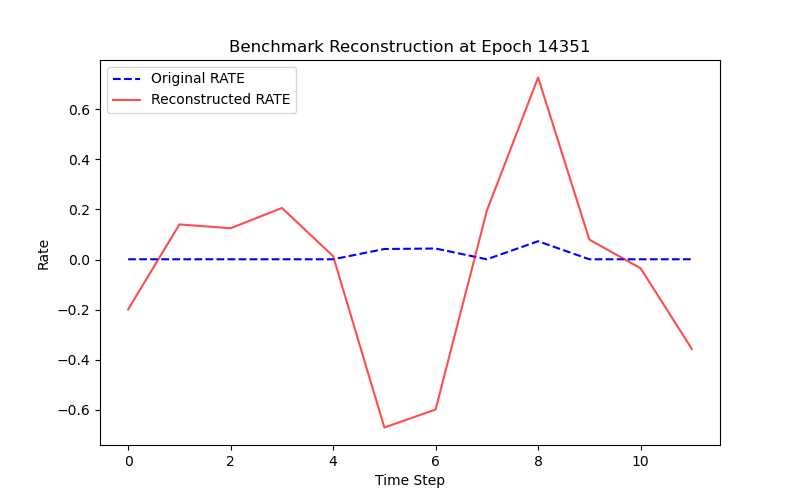 Benchmark Reconstruction at Epoch 14351
Original RATE
Reconstructed RATE
0.6
0.4
0.2
0.0
−0.2
−0.4
−0.6
Rate
0 2 4 6 8 10
Time Step